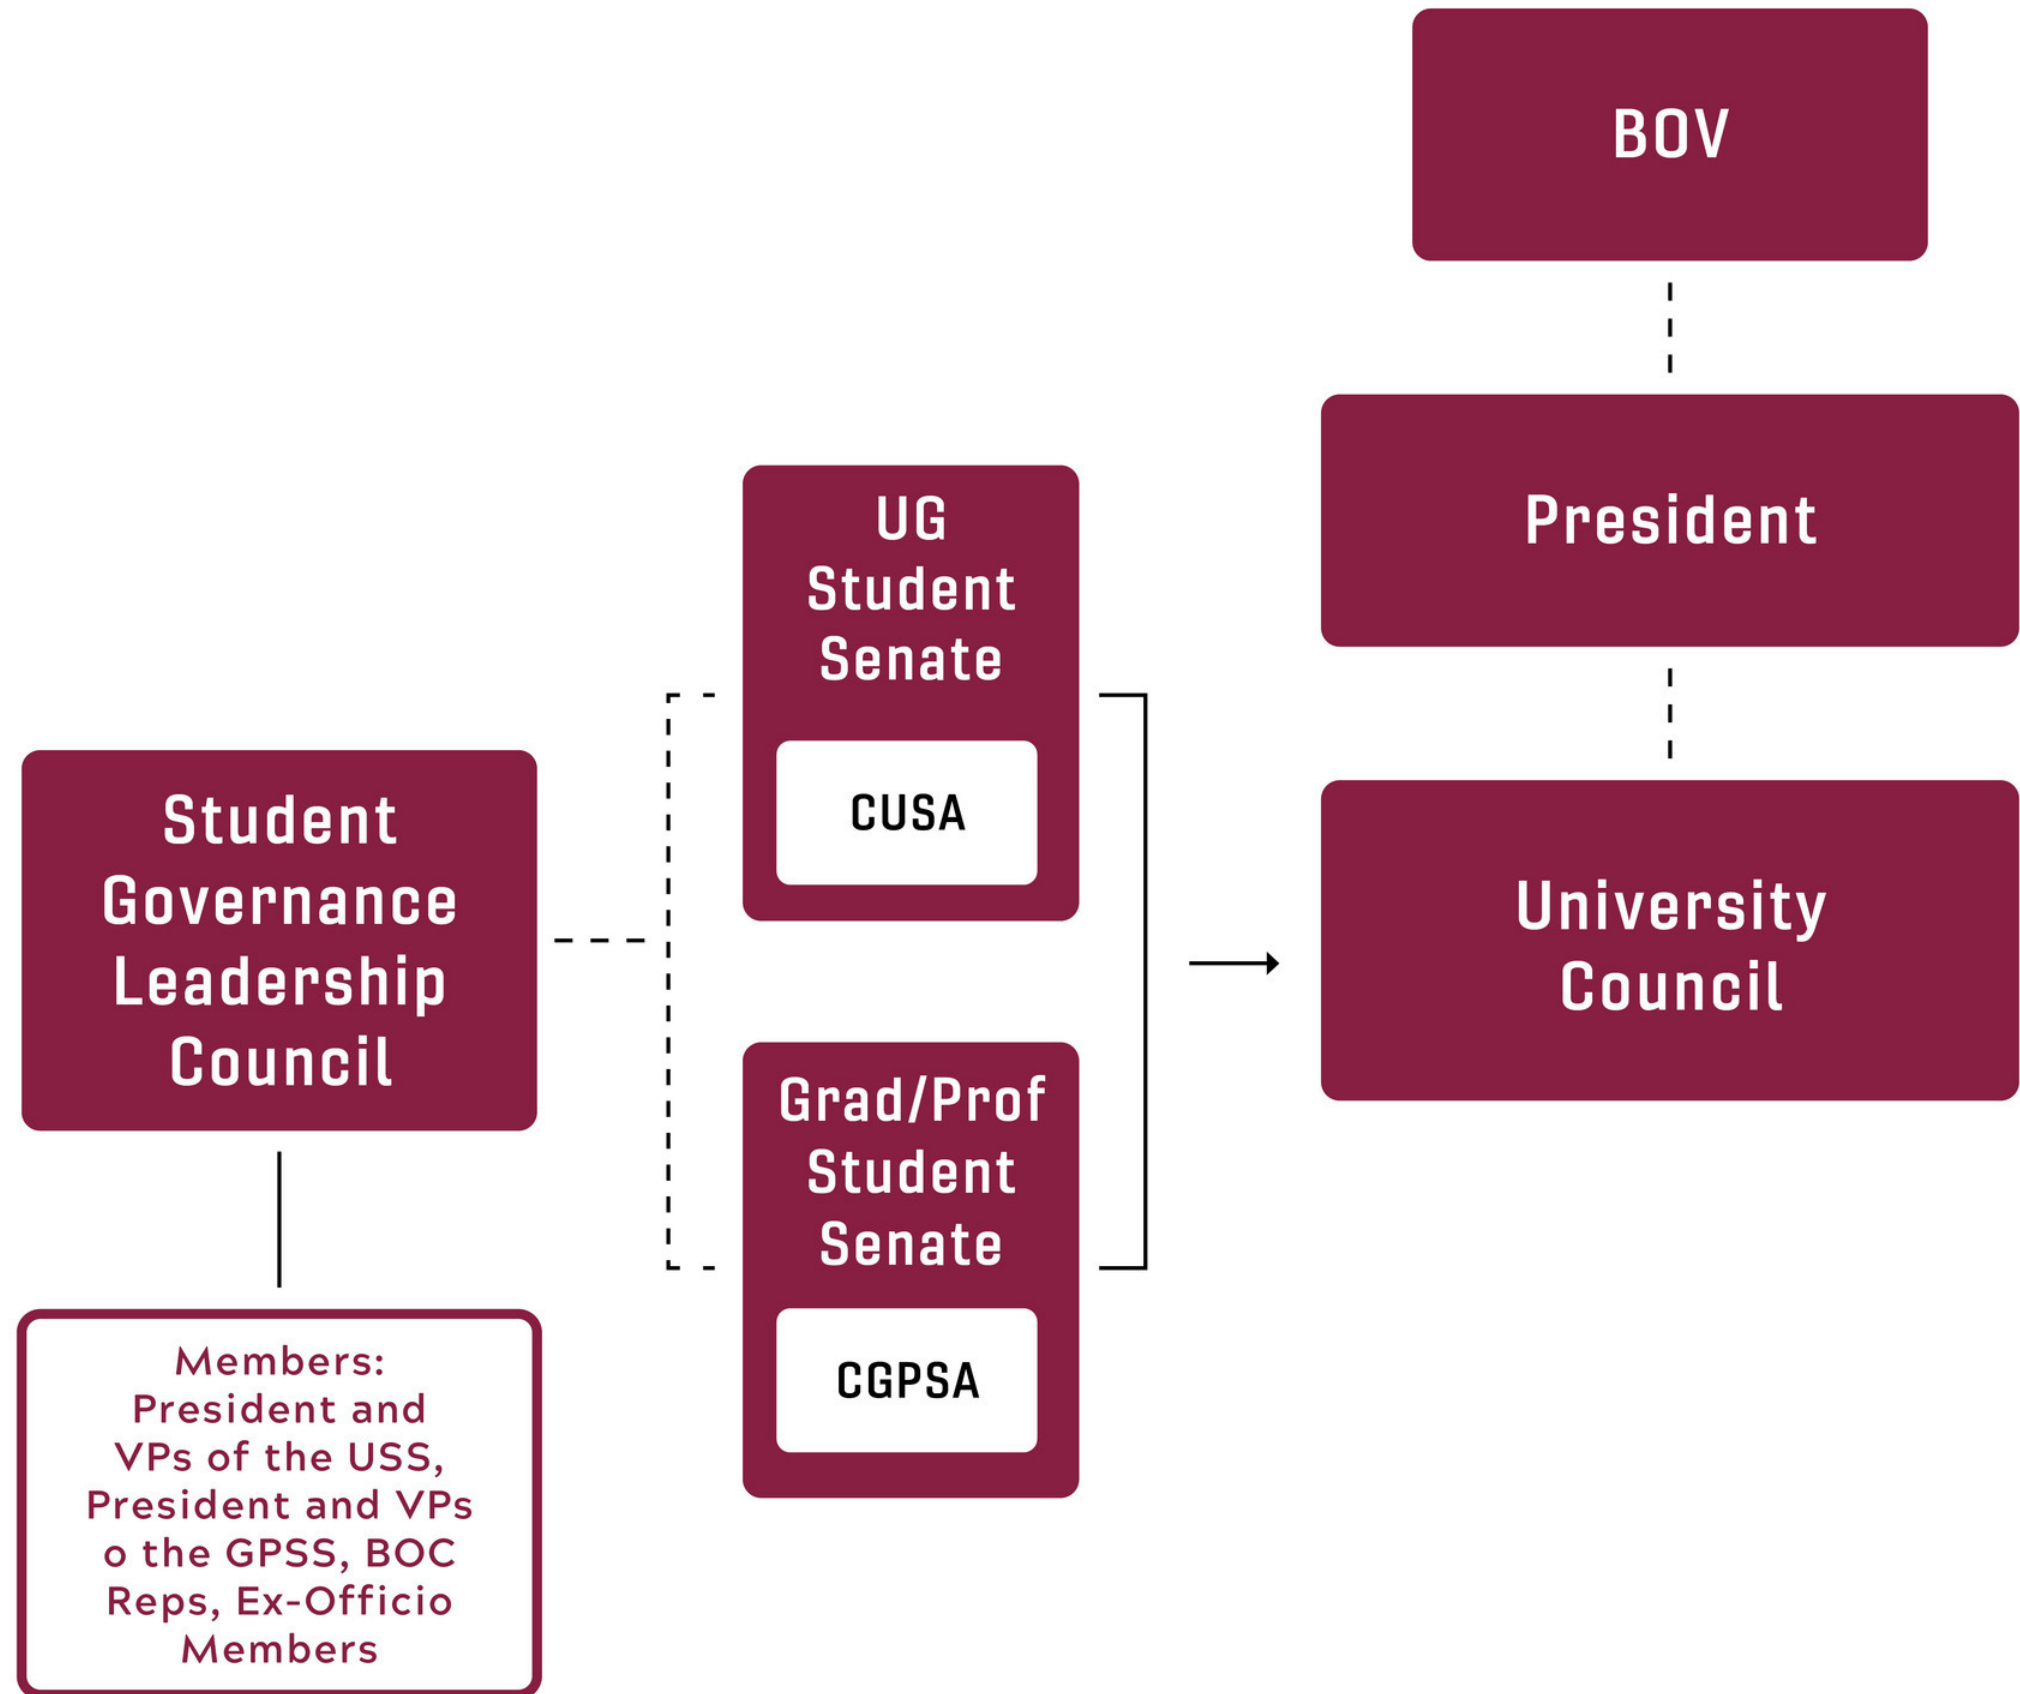 BOV
President
University
Council
UG
Student
Senate
CUSA
Grad/Prof
Student
Senate
CGPSA
Student
Governance
Leadership
Council
Members:
President and
VPs of the USS,
President and VPs
o the GPSS, BOC
Reps, Ex-Officio
Members